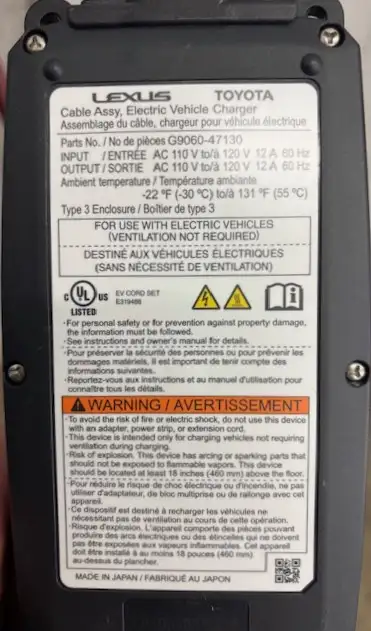 LEXUS TOYOTA
Cable Assy, Electric Vehicle Charger
Assemblage du câble, chargeur pour véhicule électrique
Parts No. / No de pièces G9060-47130
INPUT / ENTRÉE AC 110 V to/à 120 V 12 A 60 Hz
OUTPUT / SORTIE AC 110 V to/à 120 V 12 A 60 Hz
Ambient temperature / Température ambiante
-22 °F (-30 °C) to/à 131 °F (55 °C)
Type 3 Enclosure / Boîtier de type 3
FOR USE WITH ELECTRIC VEHICLES
(VENTILATION NOT REQUIRED)
DESTINÉ AUX VÉHICULES ÉLECTRIQUES
(SANS NÉCESSITÉ DE VENTILATION)
C UL US
LISTED
EV CORD SET
E319486
·For personal safety or for prevention against property damage,
the information must be followed.
·See instructions and owner's manual for details.
·Pour préserver la sécurité des personnes ou pour prévenir les
dommages matériels, il est important de tenir compte des
informations suivantes.
·Reportez-vous aux instructions et au manuel d'utilisation pour
connaître tous les détails.
WARNING / AVERTISSEMENT
·To avoid the risk of fire or electric shock, do not use this device
with an adapter, power strip, or extension cord.
·This device is intended only for charging vehicles not requiring
ventilation during charging.
·Risk of explosion. This device has arcing or sparking parts that
should not be exposed to flammable vapors. This device
should be located at least 18 inches (460 mm) above the floor.
·Pour réduire le risque de choc électrique ou d'incendie, ne pas
utiliser d'adaptateur, de bloc multiprise ou de rallonge avec cet
appareil.
·Ce dispositif est destiné à recharger les véhicules ne
nécessitant pas de ventilation au cours de cette opération.
·Risque d'explosion. L'appareil comporte des pièces pouvant
produire des arcs électriques ou des étincelles qui ne doivent
pas être exposées aux vapeurs inflammables. Cet appareil
doit être installé à au moins 18 pouces (460 mm)
au-dessus du plancher.
MADE IN JAPAN / FABRIQUÉ AU JAPON